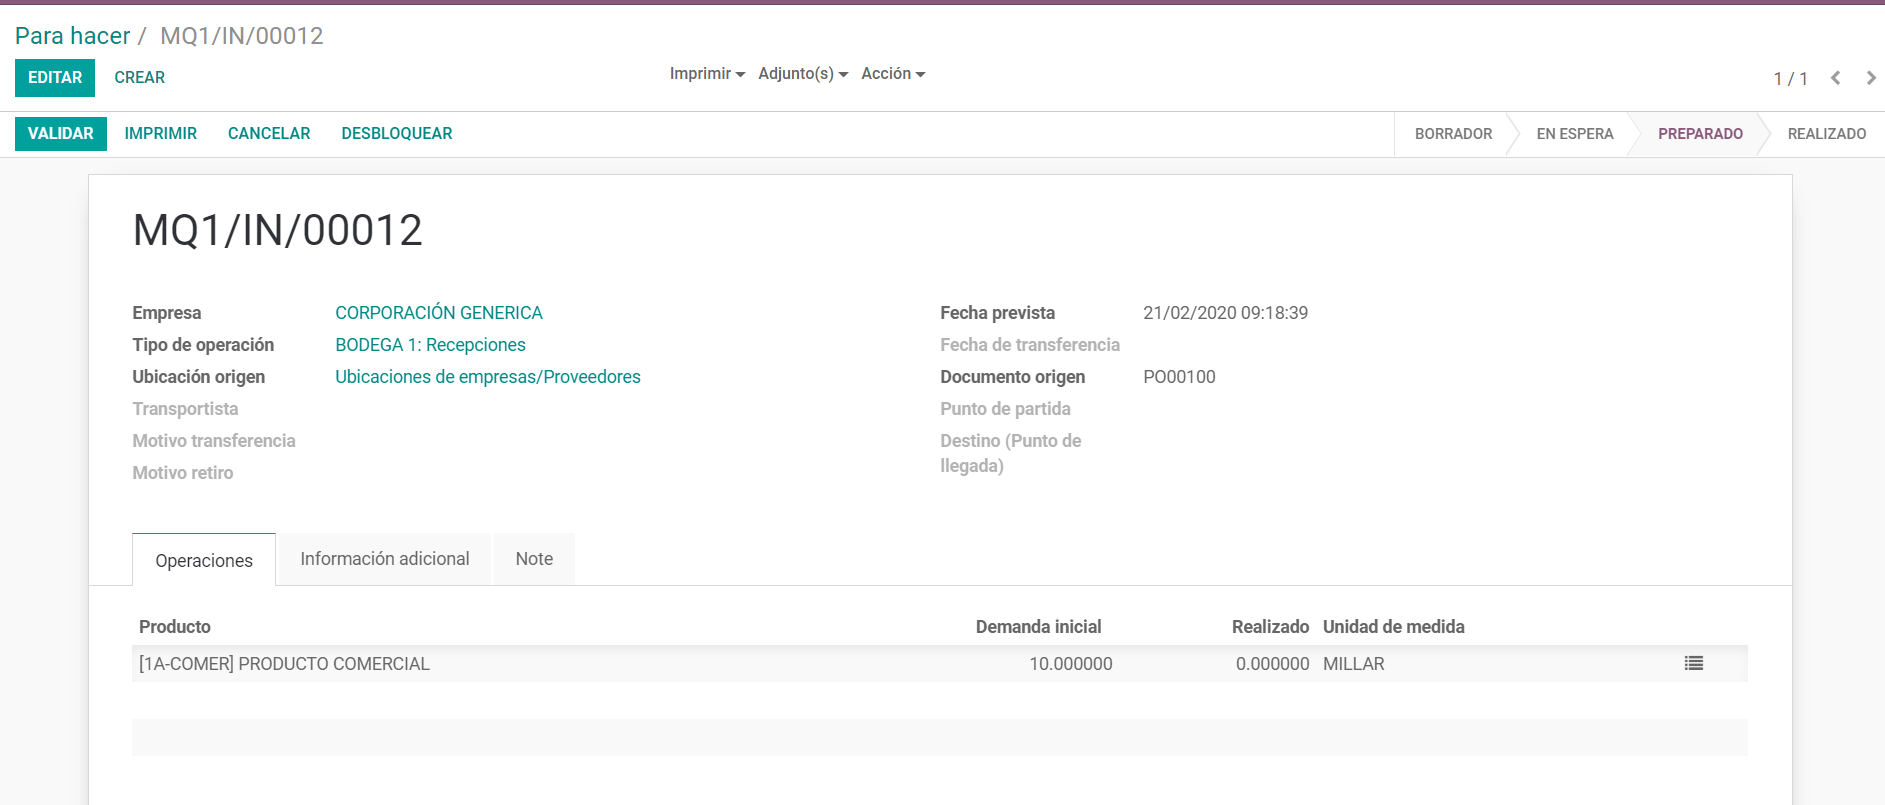 Para hacer / MQ1/IN/00012
EDITAR CREAR Imprimir Adjunto(s) Acción 1 / 1
VALIDAR IMPRIMIR CANCELAR DESBLOQUEAR BORRADOR EN ESPERA PREPARADO REALIZADO
MQ1/IN/00012
Empresa CORPORACIÓN GENERICA Fecha prevista 21/02/2020 09:18:39
Tipo de operación BODEGA 1: Recepciones Fecha de transferencia
Ubicación origen Ubicaciones de empresas/Proveedores Documento origen PO00100
Transportista Punto de partida
Motivo transferencia Destino (Punto de
llegada)
Motivo retiro
Operaciones Información adicional Note
Producto Demanda inicial Realizado Unidad de medida
[1A-COMER] PRODUCTO COMERCIAL 10.000000 0.000000 MILLAR